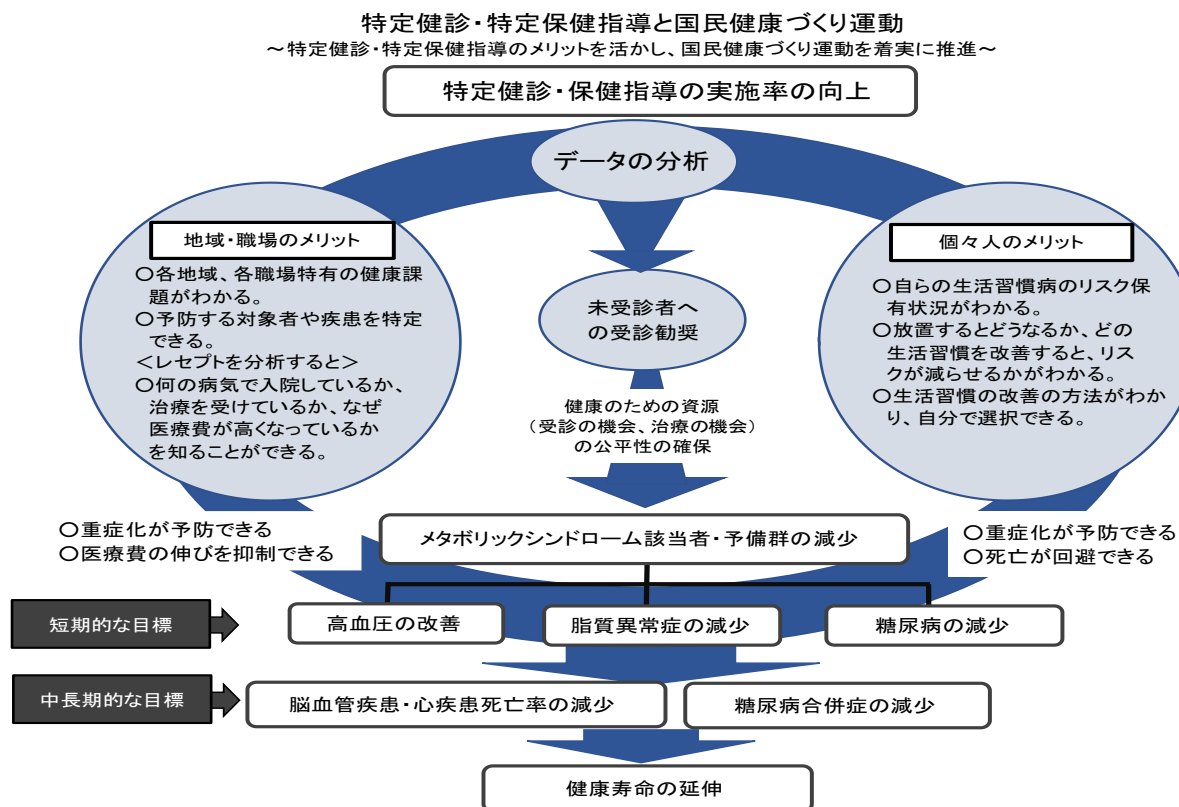 特定健診・特定保健指導と国民健康づくり運動
～特定健診・特定保健指導のメリットを活かし、国民健康づくり運動を着実に推進～
特定健診・保健指導の実施率の向上
データの分析
地域・職場のメリット
○各地域、各職場特有の健康課
題がわかる。
○予防する対象者や疾患を特定
できる。
＜レセプトを分析すると＞
○何の病気で入院しているか、
治療を受けているか、なぜ
医療費が高くなっているか
を知ることができる。
未受診者へ
の受診勧奨
健康のための資源
（受診の機会、治療の機会）
の公平性の確保
個々人のメリット
○自らの生活習慣病のリスク保
有状況がわかる。
○放置するとどうなるか、どの
生活習慣を改善すると、リス
クが減らせるかがわかる。
○生活習慣の改善の方法がわか
り、自分で選択できる。
○重症化が予防できる
○医療費の伸びを抑制できる
メタボリックシンドローム該当者・予備群の減少
○重症化が予防できる
○死亡が回避できる
短期的な目標
高血圧の改善
脂質異常症の減少
糖尿病の減少
中長期的な目標
脳血管疾患・心疾患死亡率の減少
糖尿病合併症の減少
健康寿命の延伸